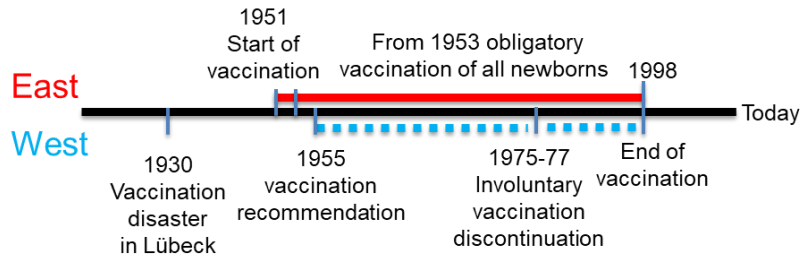 1951
Start of
vaccination
From 1953 obligatory
vaccination of all newborns
1998
East
Today
West
1930
Vaccination
disaster
in Lübeck
1955
vaccination
recommendation
1975-77
Involuntary
vaccination
discontinuation
End of
vaccination